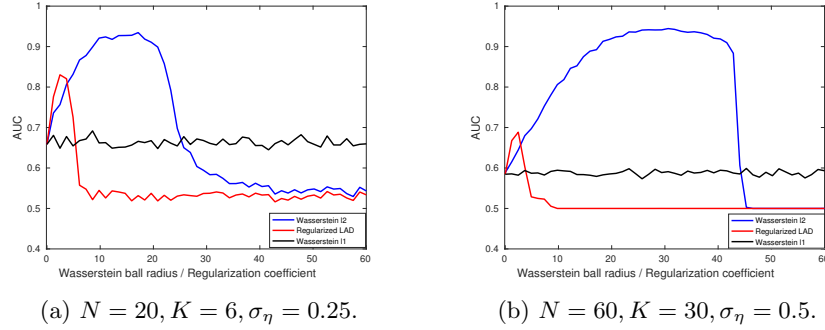 1
0.9
0.8
0.7
0.6
0.5
0.4
AUC
0 10 20 30 40 50 60
Wasserstein ball radius / Regularization coefficient
Wasserstein l2
Regularized LAD
Wasserstein l1
(a) N = 20, K = 6, σ_η = 0.25.
1
0.9
0.8
0.7
0.6
0.5
0.4
AUC
0 10 20 30 40 50 60
Wasserstein ball radius / Regularization coefficient
Wasserstein l2
Regularized LAD
Wasserstein l1
(b) N = 60, K = 30, σ_η = 0.5.